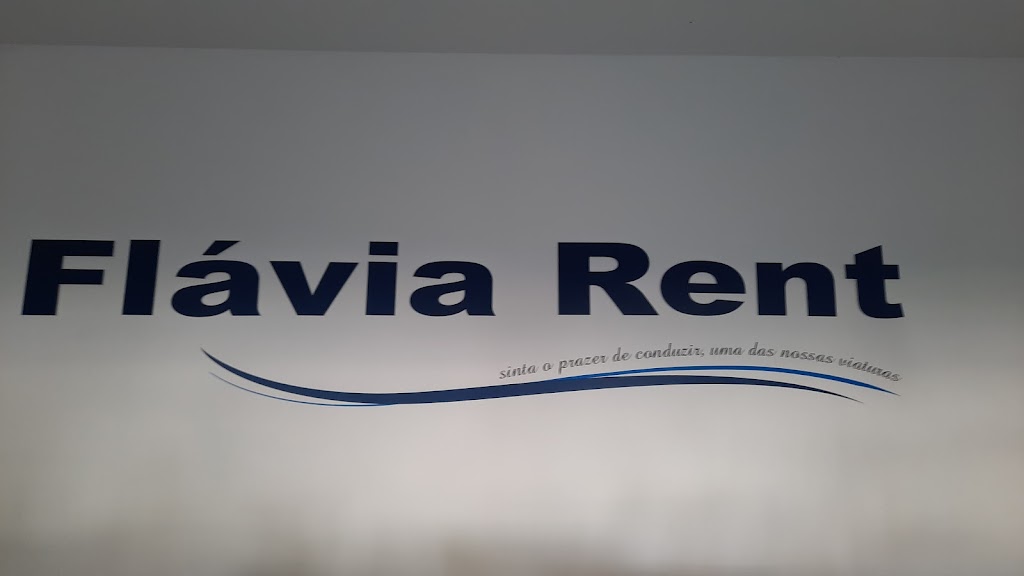 Flávia Rent
sinta o prazer de conduzir, uma das nossas viaturas